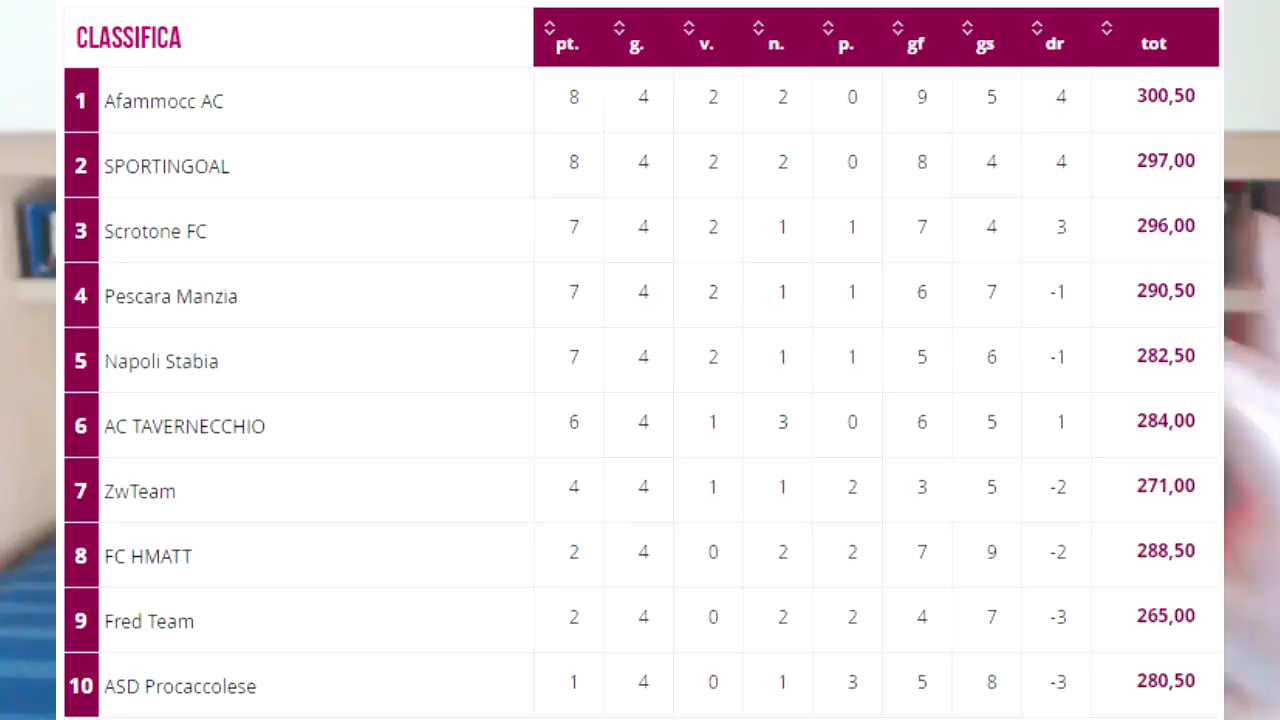 CLASSIFICA pt. g. v. n. p. gf gs dr tot
1 Afammocc AC 8 4 2 2 0 9 5 4 300,50
2 SPORTINGOAL 8 4 2 2 0 8 4 4 297,00
3 Scrotone FC 7 4 2 1 1 7 4 3 296,00
4 Pescara Manzia 7 4 2 1 1 6 7 -1 290,50
5 Napoli Stabia 7 4 2 1 1 5 6 -1 282,50
6 AC TAVERNECCHIO 6 4 1 3 0 6 5 1 284,00
7 ZwTeam 4 4 1 1 2 3 5 -2 271,00
8 FC HMATT 2 4 0 2 2 7 9 -2 288,50
9 Fred Team 2 4 0 2 2 4 7 -3 265,00
10 ASD Procaccolese 1 4 0 1 3 5 8 -3 280,50